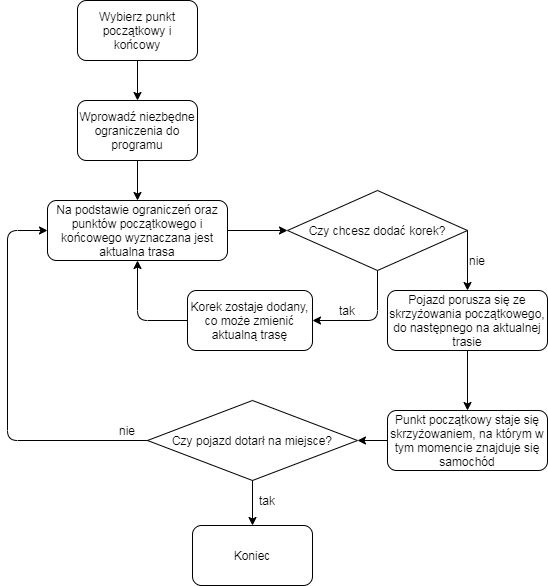 Wybierz punkt
początkowy i
końcowy
Wprowadź niezbędne
ograniczenia do
programu
Na podstawie ograniczeń oraz
punktów początkowego i
końcowego wyznaczana jest
aktualna trasa
Czy chcesz dodać korek?
nie
tak
Korek zostaje dodany,
co może zmienić
aktualną trasę
Pojazd porusza się ze
skrzyżowania początkowego,
do następnego na aktualnej
trasie
Punkt początkowy staje się
skrzyżowaniem, na którym w
tym momencie znajduje się
samochód
Czy pojazd dotarł na miejsce?
nie
tak
Koniec